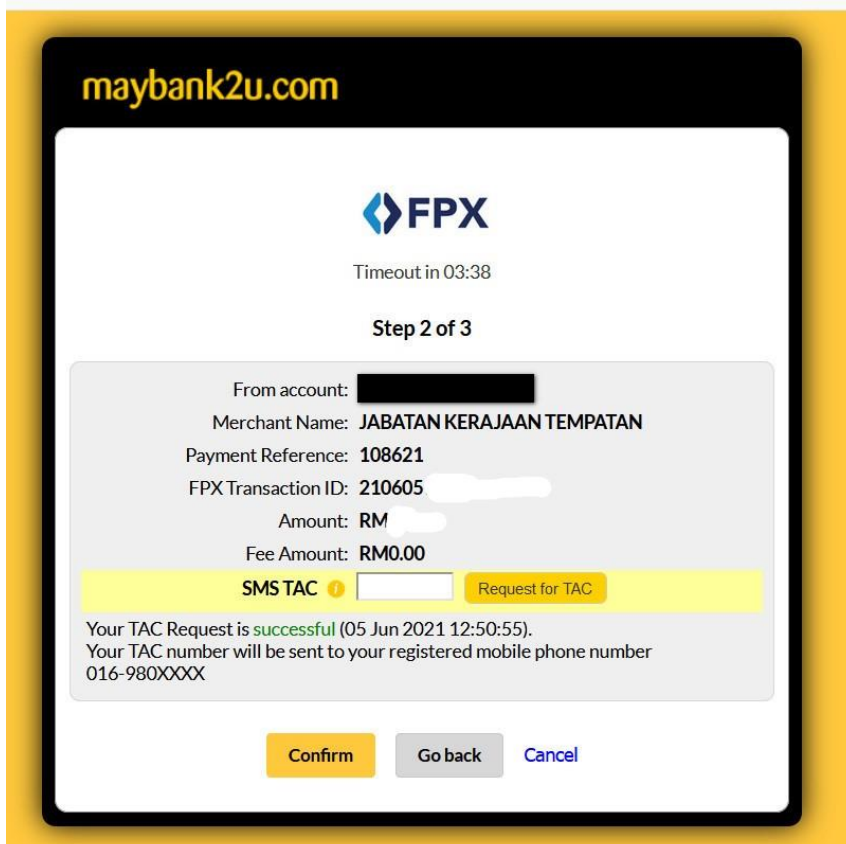 maybank2u.com
FPX
Timeout in 03:38
Step 2 of 3
From account:
Merchant Name: JABATAN KERAJAAN TEMPATAN
Payment Reference: 108621
FPX Transaction ID: 210605
Amount: RM
Fee Amount: RM0.00
SMS TAC i Request for TAC
Your TAC Request is successful (05 Jun 2021 12:50:55).
Your TAC number will be sent to your registered mobile phone number
016-980XXXX
Confirm Go back Cancel